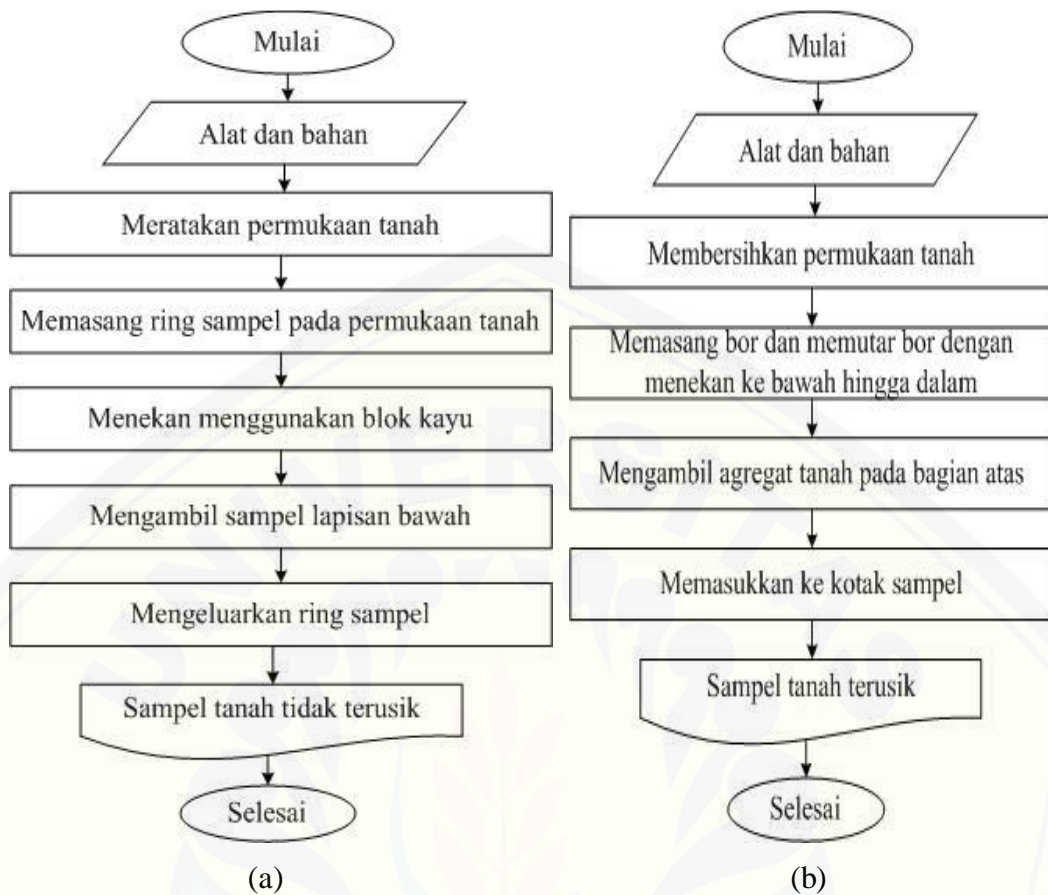 Mulai
Alat dan bahan
Meratakan permukaan tanah
Memasang ring sampel pada permukaan tanah
Menekan menggunakan blok kayu
Mengambil sampel lapisan bawah
Mengeluarkan ring sampel
Sampel tanah tidak terusik
Selesai
(a)
Mulai
Alat dan bahan
Membersihkan permukaan tanah
Memasang bor dan memutar bor dengan
menekan ke bawah hingga dalam
Mengambil agregat tanah pada bagian atas
Memasukkan ke kotak sampel
Sampel tanah terusik
Selesai
(b)
UNIVERSITAS